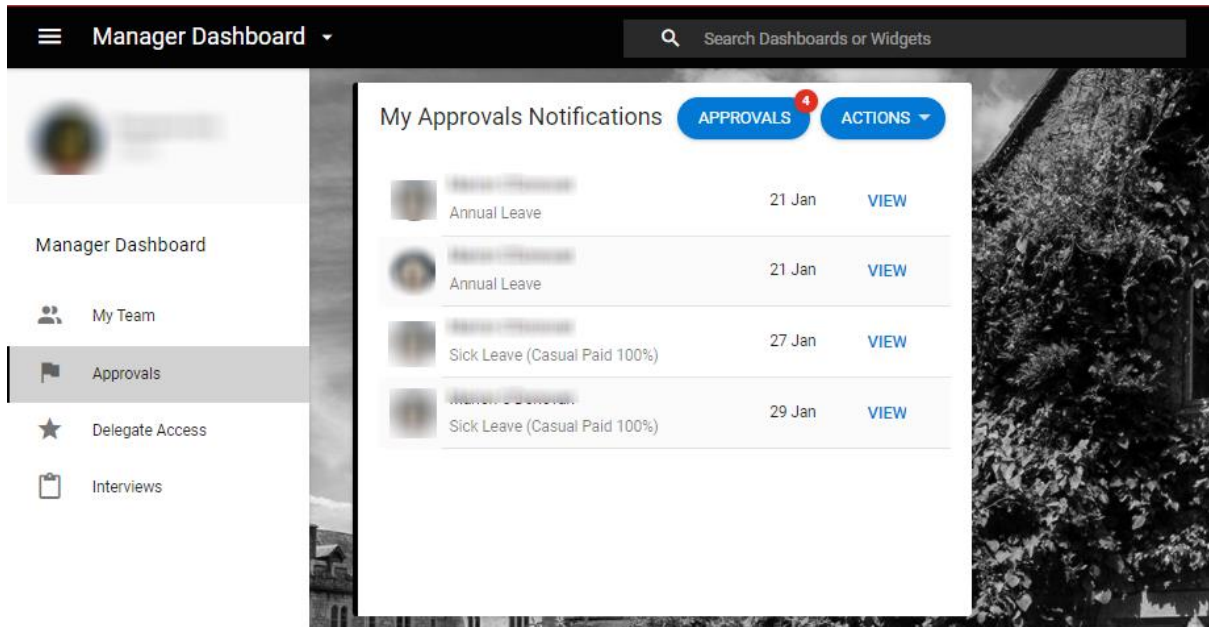 Manager Dashboard
Search Dashboards or Widgets
My Approvals Notifications
APPROVALS
4
ACTIONS
Annual Leave
21 Jan
VIEW
Annual Leave
21 Jan
VIEW
Sick Leave (Casual Paid 100%)
27 Jan
VIEW
Sick Leave (Casual Paid 100%)
29 Jan
VIEW
Manager Dashboard
My Team
Approvals
Delegate Access
Interviews